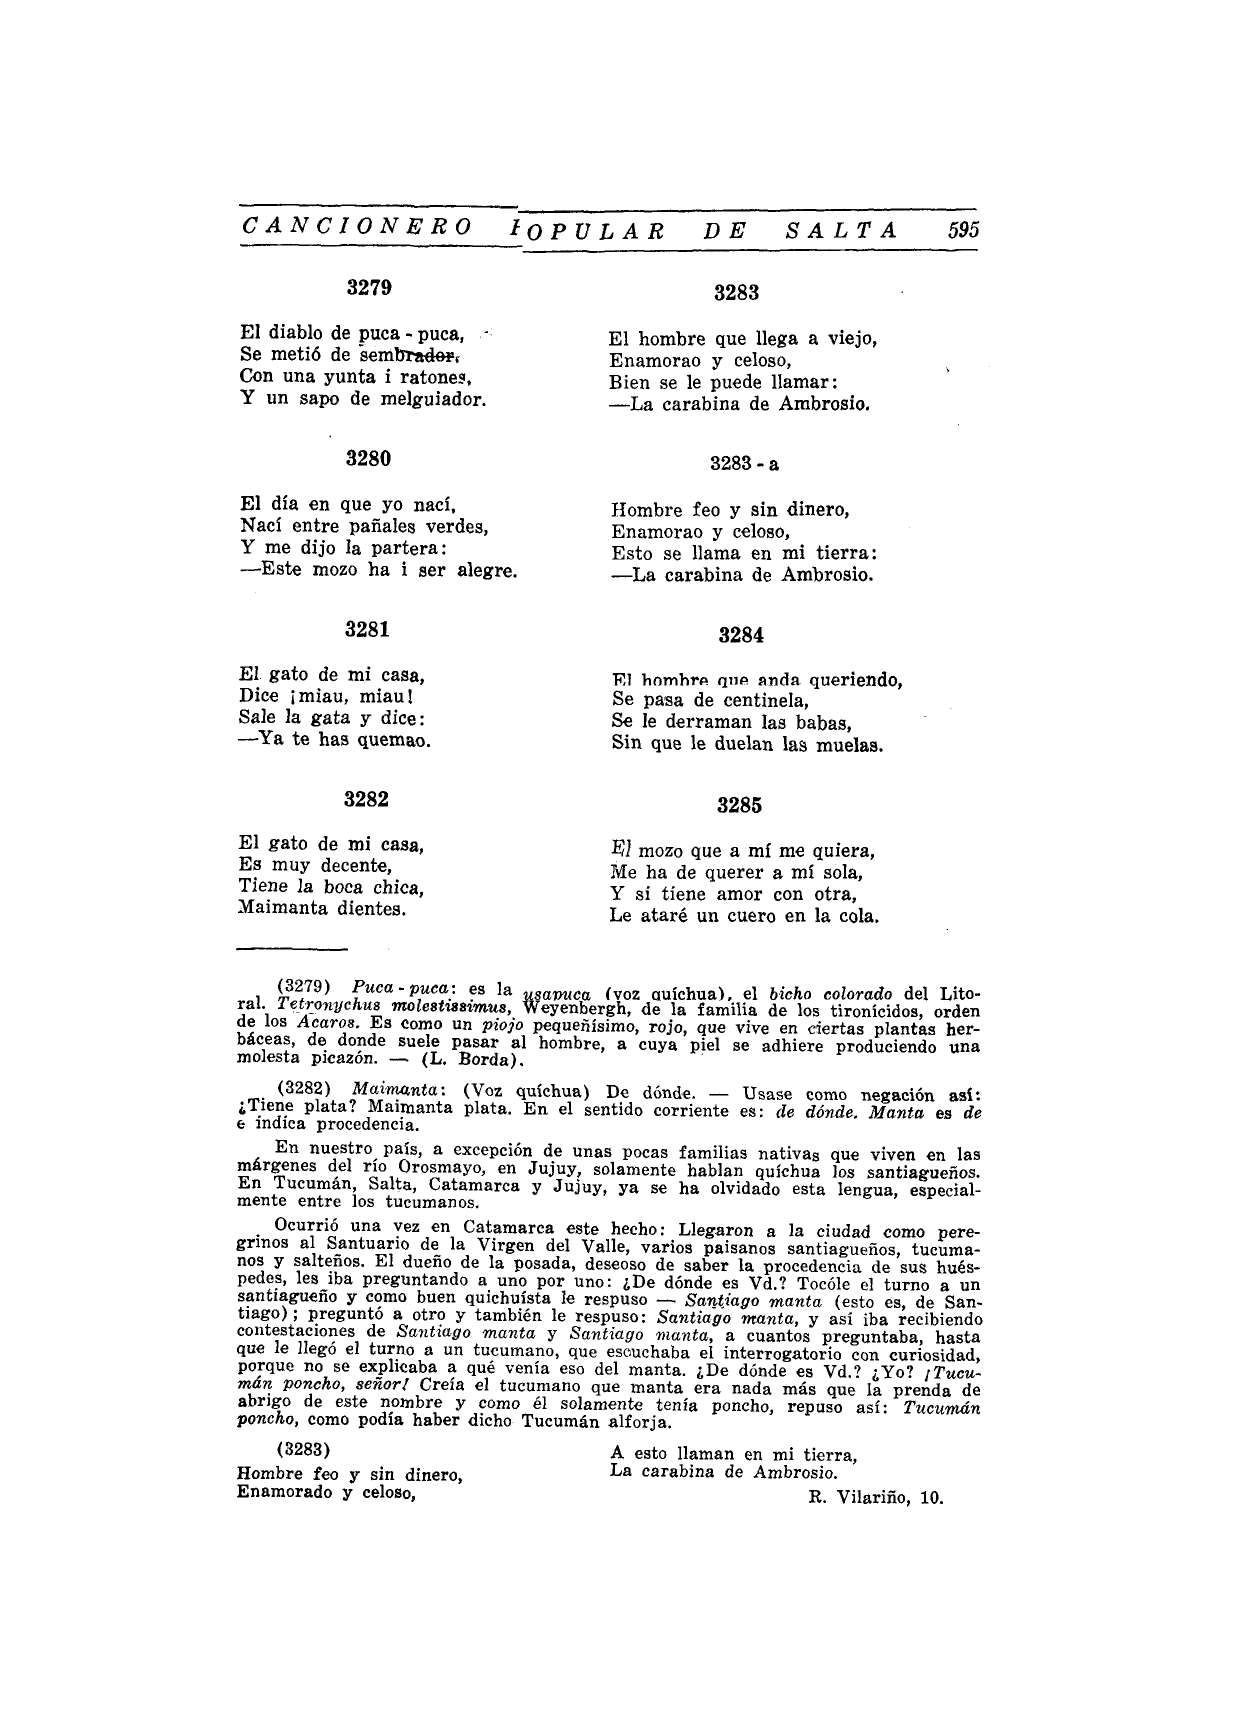 CANCIONERO POPULAR DE SALTA 595
3279
El diablo de puca - puca,
Se metió de sembrador,
Con una yunta i ratones,
Y un sapo de melguiador.
3280
El día en que yo nací,
Nací entre pañales verdes,
Y me dijo la partera:
—Este mozo ha i ser alegre.
3281
El gato de mi casa,
Dice ¡miau, miau!
Sale la gata y dice:
—Ya te has quemao.
3282
El gato de mi casa,
Es muy decente,
Tiene la boca chica,
Maimanta dientes.
3283
El hombre que llega a viejo,
Enamorao y celoso,
Bien se le puede llamar:
—La carabina de Ambrosio.
3283 - a
Hombre feo y sin dinero,
Enamorao y celoso,
Esto se llama en mi tierra:
—La carabina de Ambrosio.
3284
El hombre que anda queriendo,
Se pasa de centinela,
Se le derraman las babas,
Sin que le duelan las muelas.
3285
El mozo que a mí me quiera,
Me ha de querer a mí sola,
Y si tiene amor con otra,
Le ataré un cuero en la cola.
(3279) Puca - puca: es la usapuca (voz quíchua), el bicho colorado del Lito-
ral. Tetronychus molestissimus, Weyenbergh, de la familia de los tironícidos, orden
de los Acaros. Es como un piojo pequeñísimo, rojo, que vive en ciertas plantas her-
báceas, de donde suele pasar al hombre, a cuya piel se adhiere produciendo una
molesta picazón. — (L. Borda).
(3282) Maimanta: (Voz quíchua) De dónde. — Usase como negación así:
¿Tiene plata? Maimanta plata. En el sentido corriente es: de dónde. Manta es de
e indica procedencia.
En nuestro país, a excepción de unas pocas familias nativas que viven en las
márgenes del río Orosmayo, en Jujuy, solamente hablan quíchua los santiagueños.
En Tucumán, Salta, Catamarca y Jujuy, ya se ha olvidado esta lengua, especial-
mente entre los tucumanos.
Ocurrió una vez en Catamarca este hecho: Llegaron a la ciudad como pere-
grinos al Santuario de la Virgen del Valle, varios paisanos santiagueños, tucuma-
nos y salteños. El dueño de la posada, deseoso de saber la procedencia de sus hués-
pedes, les iba preguntando a uno por uno: ¿De dónde es Vd.? Tocóle el turno a un
santiagueño y como buen quichuísta le respuso — Santiago manta (esto es, de San-
tiago); preguntó a otro y también le respuso: Santiago manta, y así iba recibiendo
contestaciones de Santiago manta y Santiago manta, a cuantos preguntaba, hasta
que le llegó el turno a un tucumano, que escuchaba el interrogatorio con curiosidad,
porque no se explicaba a qué venía eso del manta. ¿De dónde es Vd.? ¿Yo? ¡Tucu-
mán poncho, señor! Creía el tucumano que manta era nada más que la prenda de
abrigo de este nombre y como él solamente tenía poncho, repuso así: Tucumán
poncho, como podía haber dicho Tucumán alforja.
(3283)
Hombre feo y sin dinero,
Enamorado y celoso,
A esto llaman en mi tierra,
La carabina de Ambrosio.
R. Vilariño, 10.